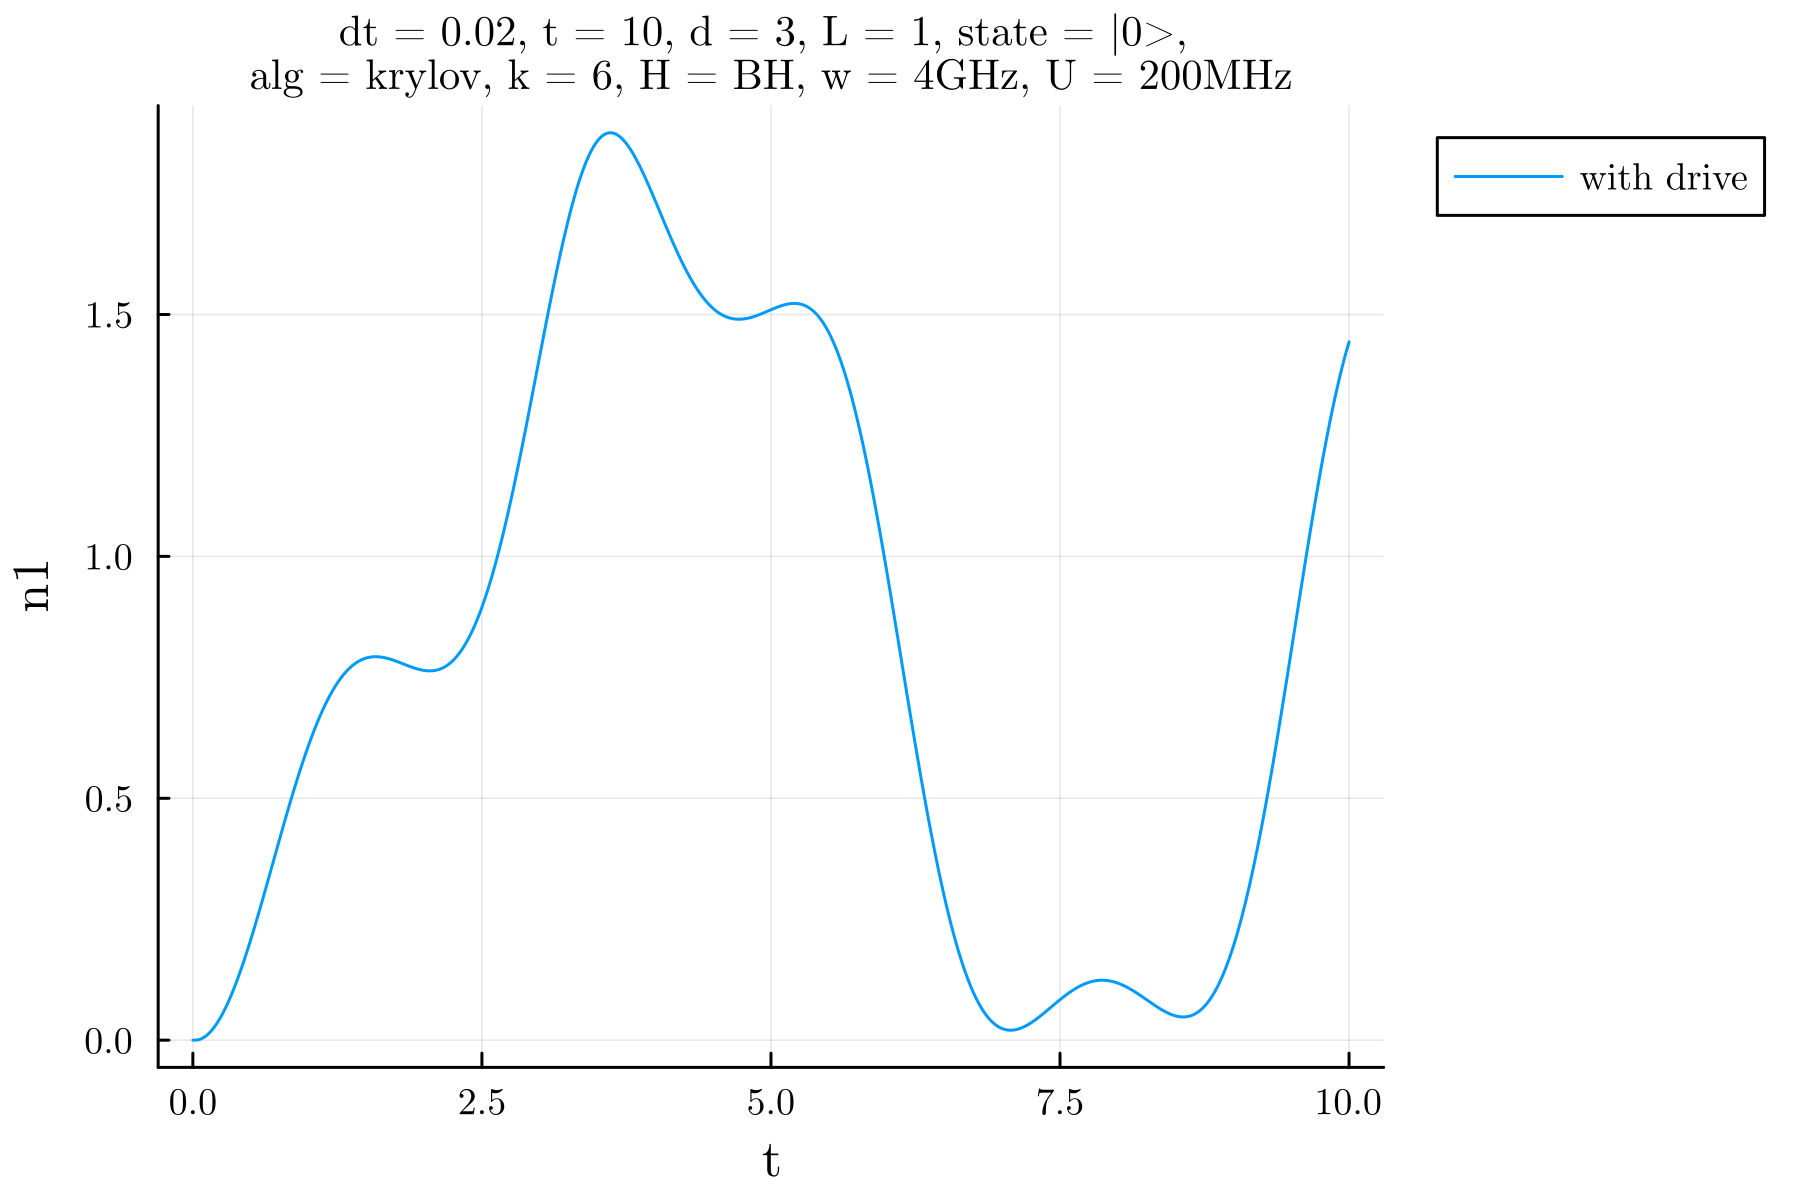 dt = 0.02, t = 10, d = 3, L = 1, state = |0>,
alg = krylov, k = 6, H = BH, w = 4GHz, U = 200MHz
with drive
n1
1.5
1.0
0.5
0.0
0.0 2.5 5.0 7.5 10.0
t